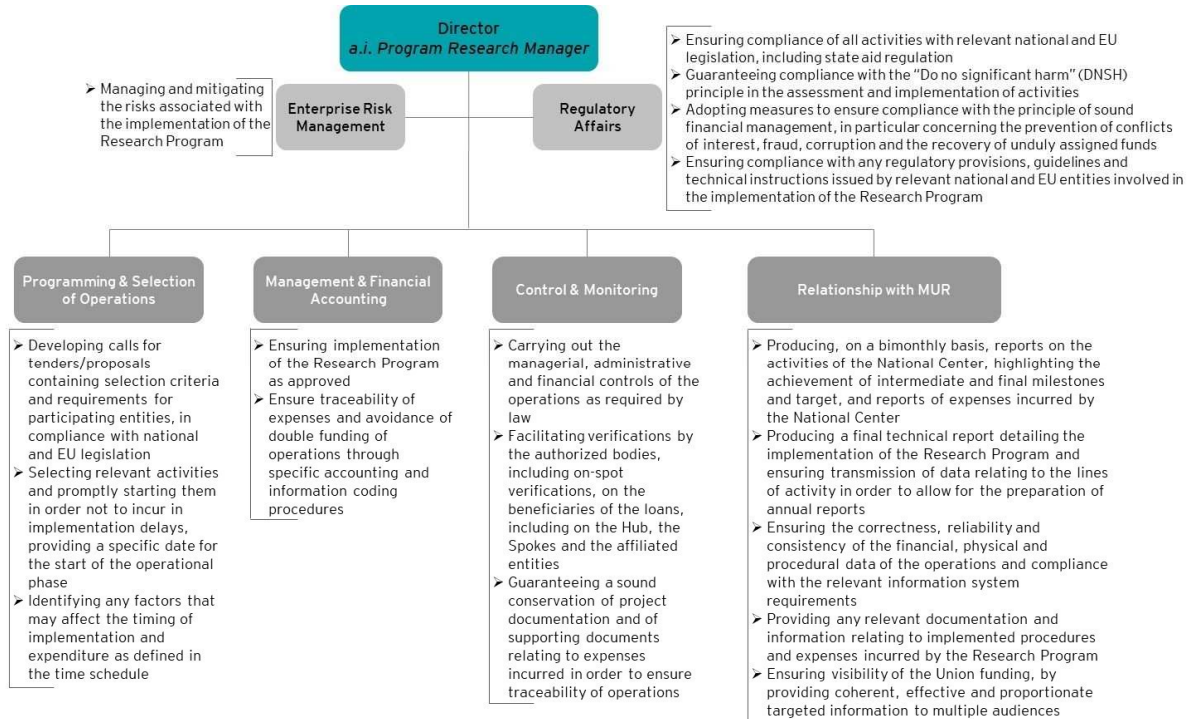 Director
a.i. Program Research Manager
➢ Managing and mitigating
the risks associated with
the implementation of the
Research Program
Enterprise Risk
Management
Regulatory
Affairs
➢ Ensuring compliance of all activities with relevant national and EU
legislation, including state aid regulation
➢ Guaranteeing compliance with the “Do no significant harm” (DNSH)
principle in the assessment and implementation of activities
➢ Adopting measures to ensure compliance with the principle of sound
financial management, in particular concerning the prevention of conflicts
of interest, fraud, corruption and the recovery of unduly assigned funds
➢ Ensuring compliance with any regulatory provisions, guidelines and
technical instructions issued by relevant national and EU entities involved in
the implementation of the Research Program
Programming & Selection
of Operations
➢ Developing calls for
tenders/proposals
containing selection criteria
and requirements for
participating entities, in
compliance with national
and EU legislation
➢ Selecting relevant activities
and promptly starting them
in order not to incur in
implementation delays,
providing a specific date for
the start of the operational
phase
➢ Identifying any factors that
may affect the timing of
implementation and
expenditure as defined in
the time schedule
Management & Financial
Accounting
➢ Ensuring implementation
of the Research Program
as approved
➢ Ensure traceability of
expenses and avoidance of
double funding of
operations through
specific accounting and
information coding
procedures
Control & Monitoring
➢ Carrying out the
managerial, administrative
and financial controls of the
operations as required by
law
➢ Facilitating verifications by
the authorized bodies,
including on-spot
verifications, on the
beneficiaries of the loans,
including on the Hub, the
Spokes and the affiliated
entities
➢ Guaranteeing a sound
conservation of project
documentation and of
supporting documents
relating to expenses
incurred in order to ensure
traceability of operations
Relationship with MUR
➢ Producing, on a bimonthly basis, reports on the
activities of the National Center, highlighting the
achievement of intermediate and final milestones
and target, and reports of expenses incurred by
the National Center
➢ Producing a final technical report detailing the
implementation of the Research Program and
ensuring transmission of data relating to the lines
of activity in order to allow for the preparation of
annual reports
➢ Ensuring the correctness, reliability and
consistency of the financial, physical and
procedural data of the operations and compliance
with the relevant information system
requirements
➢ Providing any relevant documentation and
information relating to implemented procedures
and expenses incurred by the Research Program
➢ Ensuring visibility of the Union funding, by
providing coherent, effective and proportionate
targeted information to multiple audiences